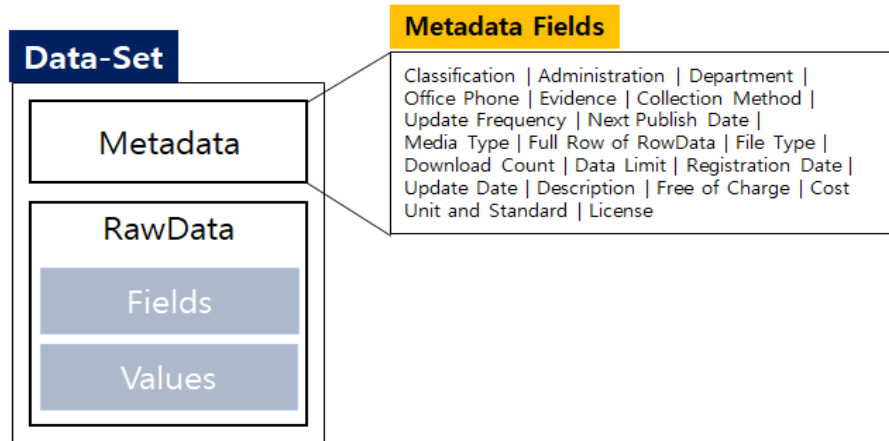 Data-Set
Metadata
RawData
Fields
Values
Metadata Fields
Classification | Administration | Department |
Office Phone | Evidence | Collection Method |
Update Frequency | Next Publish Date |
Media Type | Full Row of RowData | File Type |
Download Count | Data Limit | Registration Date |
Update Date | Description | Free of Charge | Cost
Unit and Standard | License